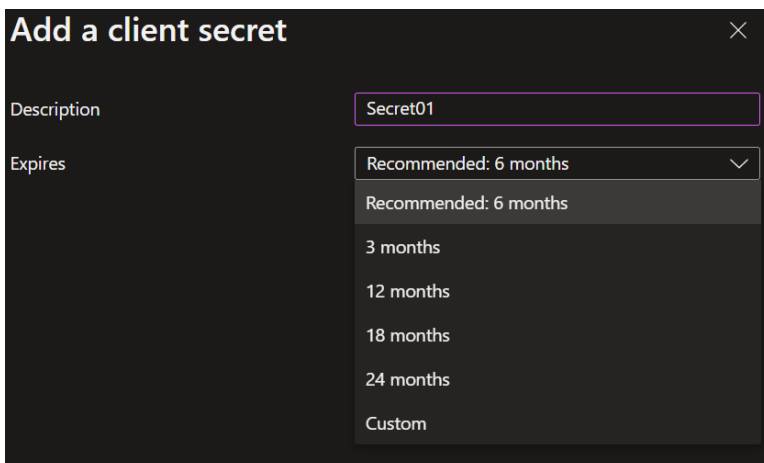 Add a client secret
Description
Secret01
Expires
Recommended: 6 months
Recommended: 6 months
3 months
12 months
18 months
24 months
Custom